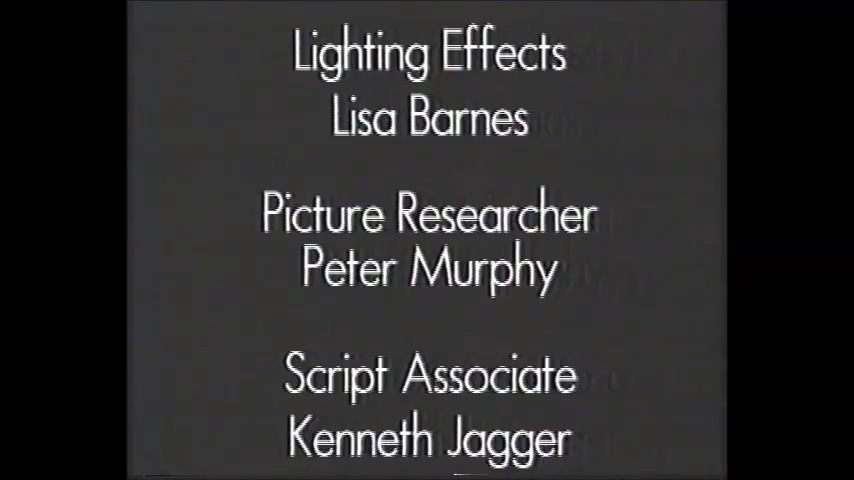 Lighting Effects
Lisa Barnes
Picture Researcher
Peter Murphy
Script Associate
Kenneth Jagger